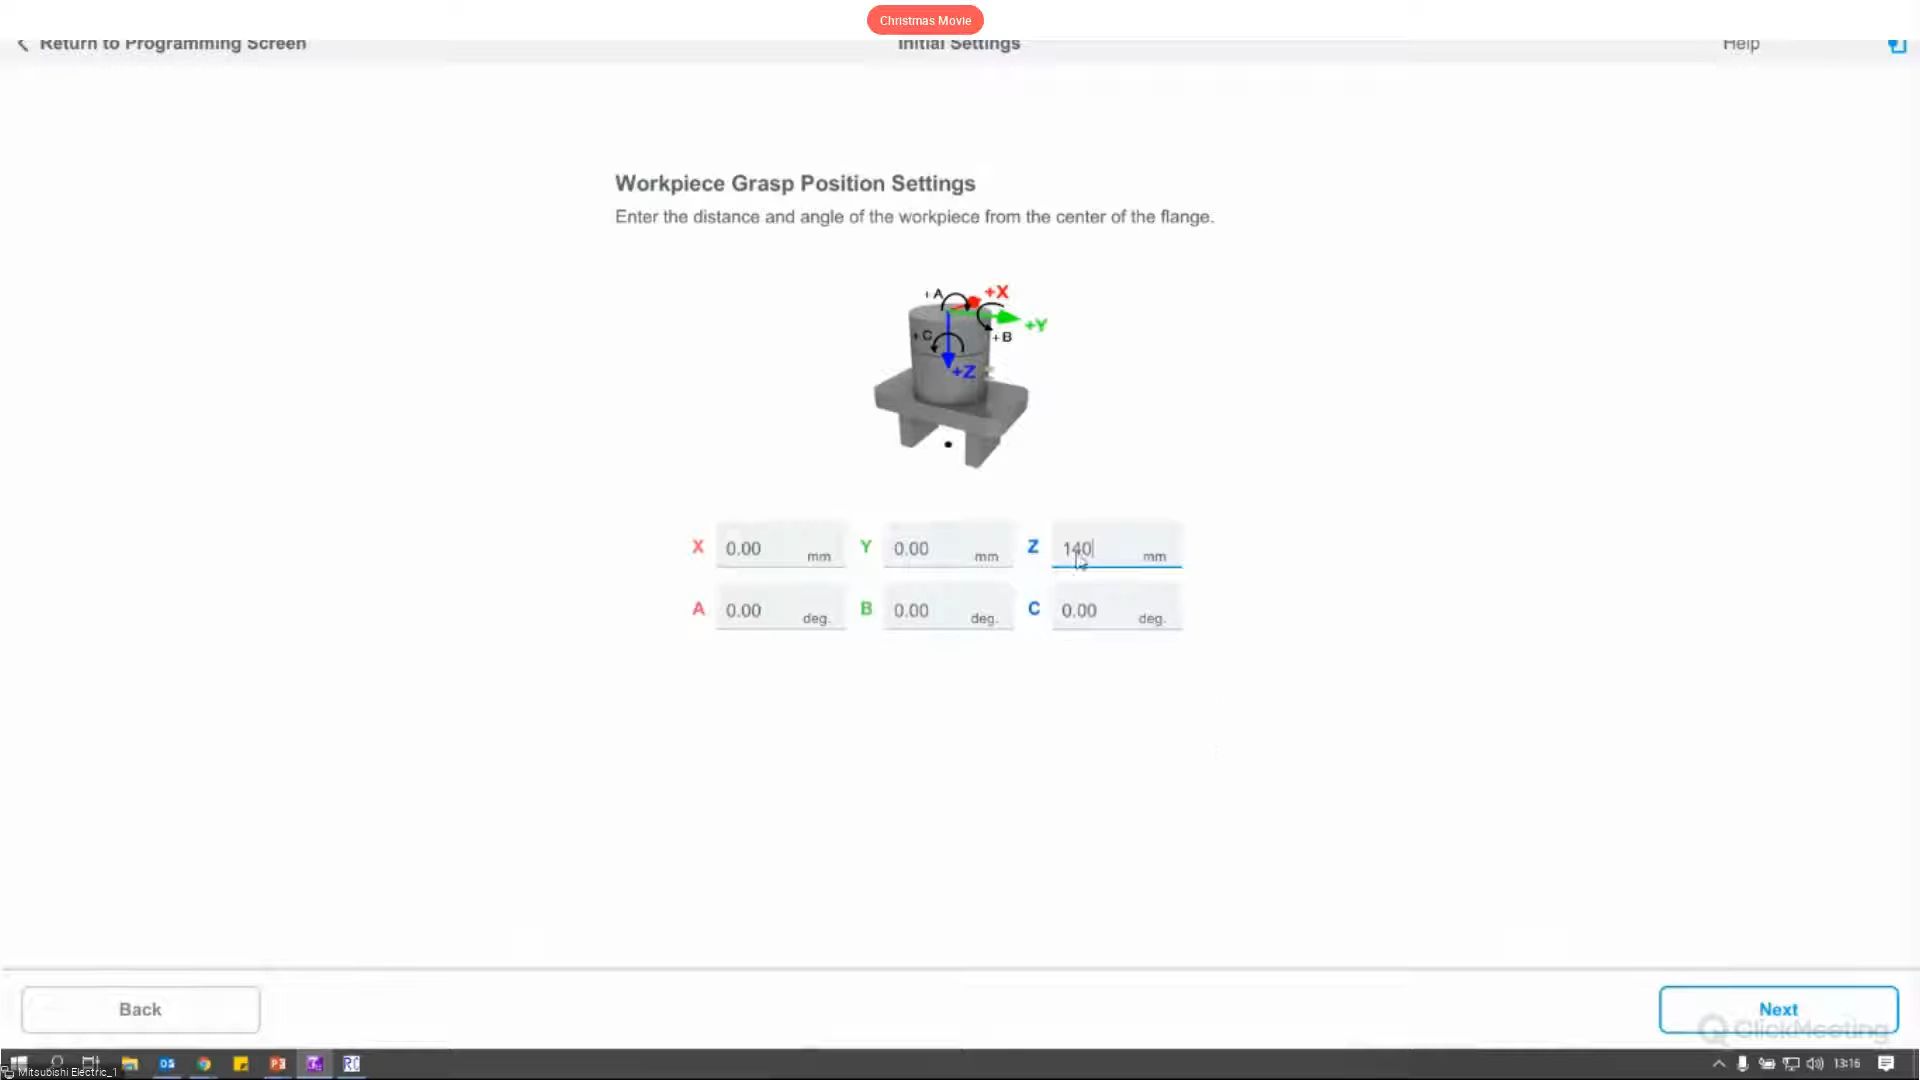 Christmas Movie
Return to Programming Screen
Initial Settings
Help
Workpiece Grasp Position Settings
Enter the distance and angle of the workpiece from the center of the flange.
+A
+X
+Y
+C
+B
+Z
X 0.00 mm Y 0.00 mm Z 140 mm
A 0.00 deg. B 0.00 deg. C 0.00 deg.
Back
Next
ClickMeeting
Mitsubishi Electric_1
13:16